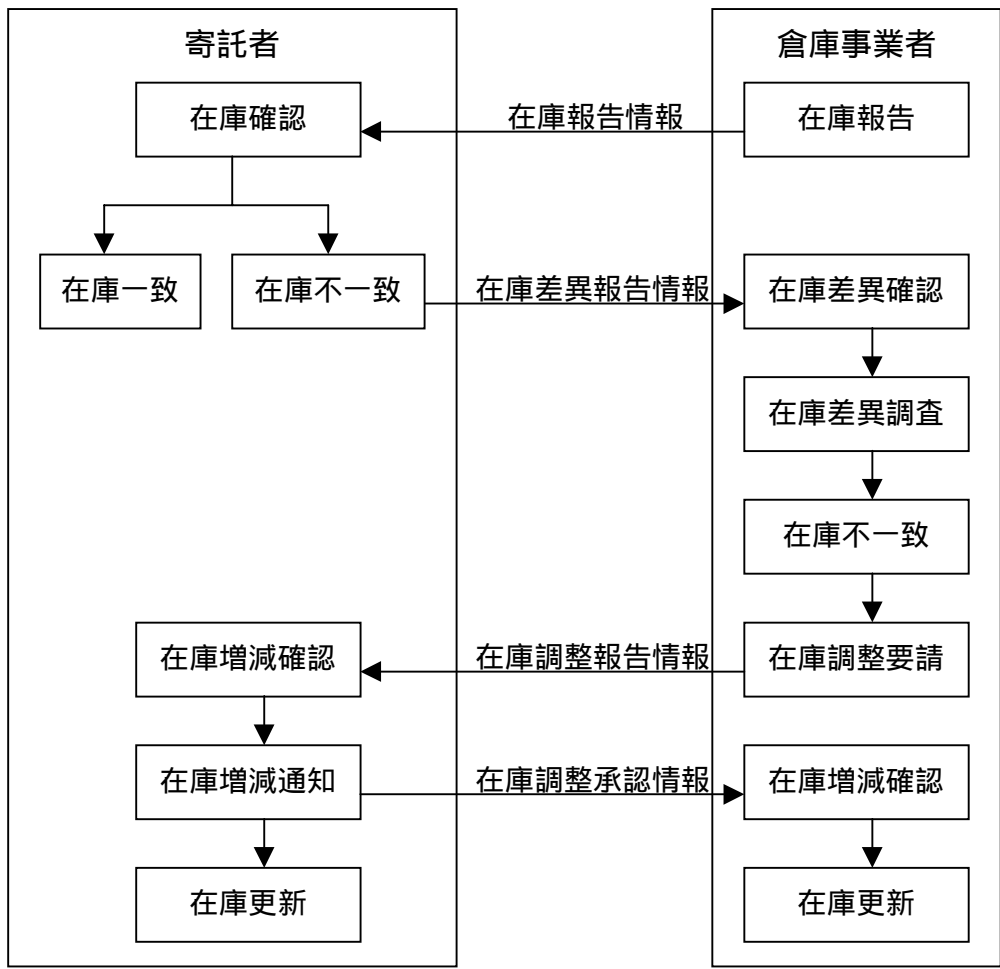 寄託者
倉庫事業者
在庫確認
在庫報告情報
在庫報告
在庫一致
在庫不一致
在庫差異報告情報
在庫差異確認
在庫差異調査
在庫不一致
在庫増減確認
在庫調整報告情報
在庫調整要請
在庫増減通知
在庫調整承認情報
在庫増減確認
在庫更新
在庫更新